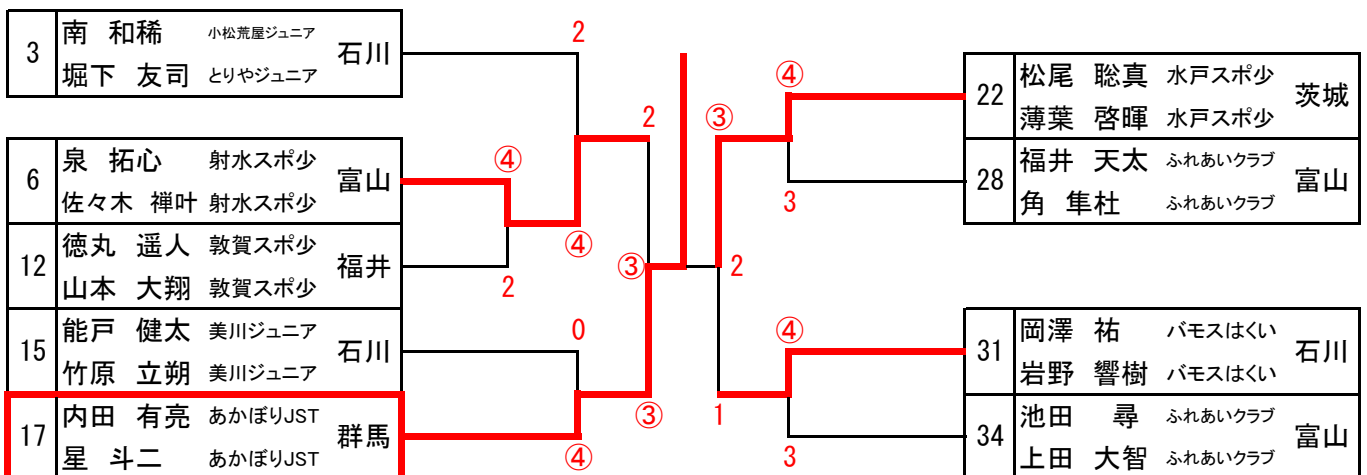 3 南 和稀 小松荒屋ジュニア 石川
堀下 友司 とりやジュニア
6 泉 拓心 射水スポ少 富山
佐々木 禅叶 射水スポ少
12 徳丸 遥人 敦賀スポ少 福井
山本 大翔 敦賀スポ少
15 能戸 健太 美川ジュニア 石川
竹原 立朔 美川ジュニア
17 内田 有亮 あかぼりJST 群馬
星 斗二 あかぼりJST
2
④
2
④
2
0
④
③
③
2
③
④
3
1
④
3
22 松尾 聡真 水戸スポ少 茨城
薄葉 啓暉 水戸スポ少
28 福井 天太 ふれあいクラブ 富山
角 隼杜 ふれあいクラブ
31 岡澤 祐 バモスはくい 石川
岩野 響樹 バモスはくい
34 池田 尋 ふれあいクラブ 富山
上田 大智 ふれあいクラブ